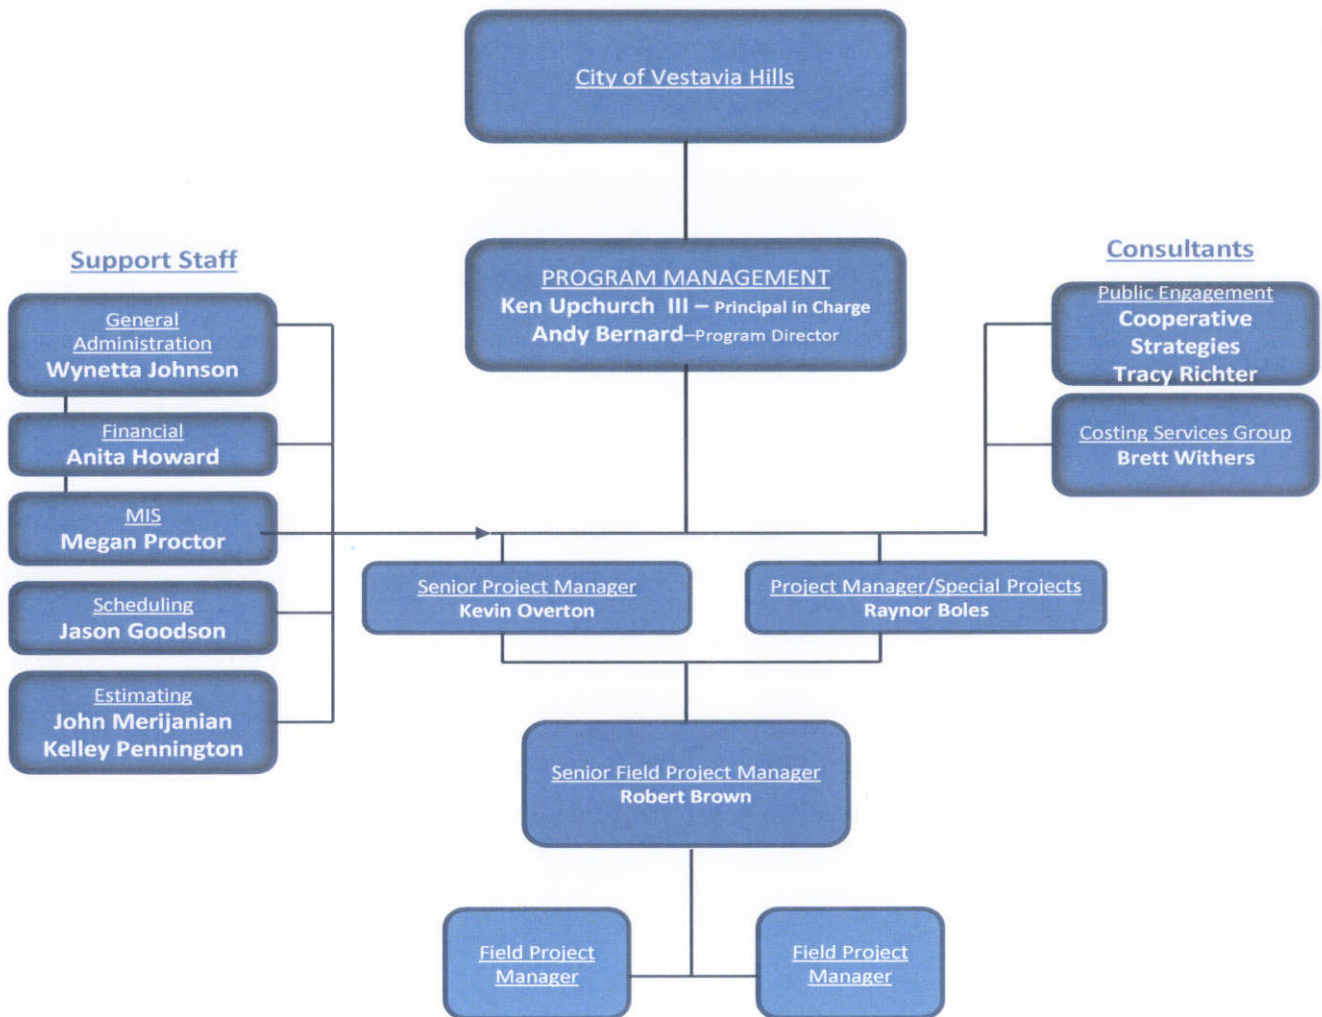 City of Vestavia Hills
Support Staff
General
Administration
Wynetta Johnson
Financial
Anita Howard
MIS
Megan Proctor
Scheduling
Jason Goodson
Estimating
John Merijanian
Kelley Pennington
PROGRAM MANAGEMENT
Ken Upchurch III – Principal in Charge
Andy Bernard–Program Director
Consultants
Public Engagement
Cooperative
Strategies
Tracy Richter
Costing Services Group
Brett Withers
Senior Project Manager
Kevin Overton
Project Manager/Special Projects
Raynor Boles
Senior Field Project Manager
Robert Brown
Field Project
Manager
Field Project
Manager